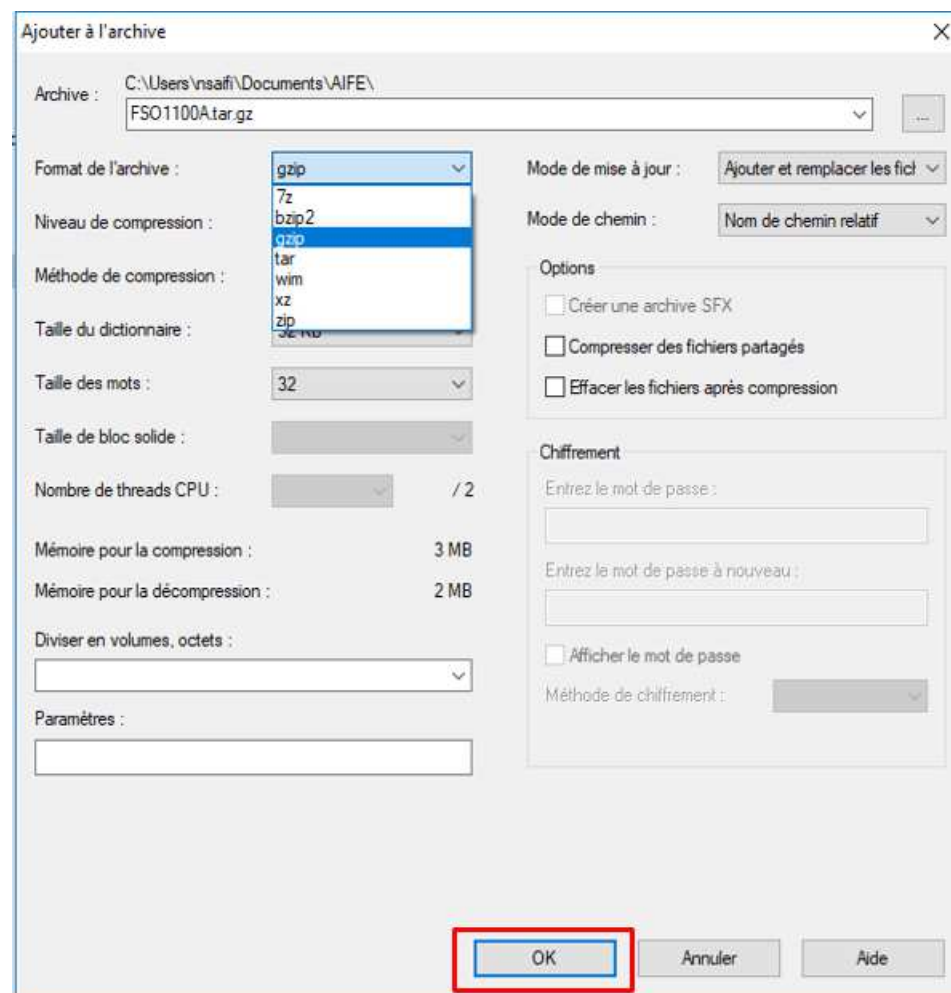 Ajouter à l'archive
Archive :
C:\Users\nsaifi\Documents\AIFE\
FSO1100A.tar.gz
...
Format de l'archive :
gzip
7z
bzip2
gzip
tar
wim
xz
zip
Niveau de compression :
Méthode de compression :
Taille du dictionnaire :
32 KB
Taille des mots :
32
Taille de bloc solide :
Nombre de threads CPU :
/ 2
Mémoire pour la compression :
3 MB
Mémoire pour la décompression :
2 MB
Diviser en volumes, octets :
Paramètres :
Mode de mise à jour :
Ajouter et remplacer les fich
Mode de chemin :
Nom de chemin relatif
Options
Créer une archive SFX
Compresser des fichiers partagés
Effacer les fichiers après compression
Chiffrement
Entrez le mot de passe :
Entrez le mot de passe à nouveau :
Afficher le mot de passe
Méthode de chiffrement :
OK
Annuler
Aide